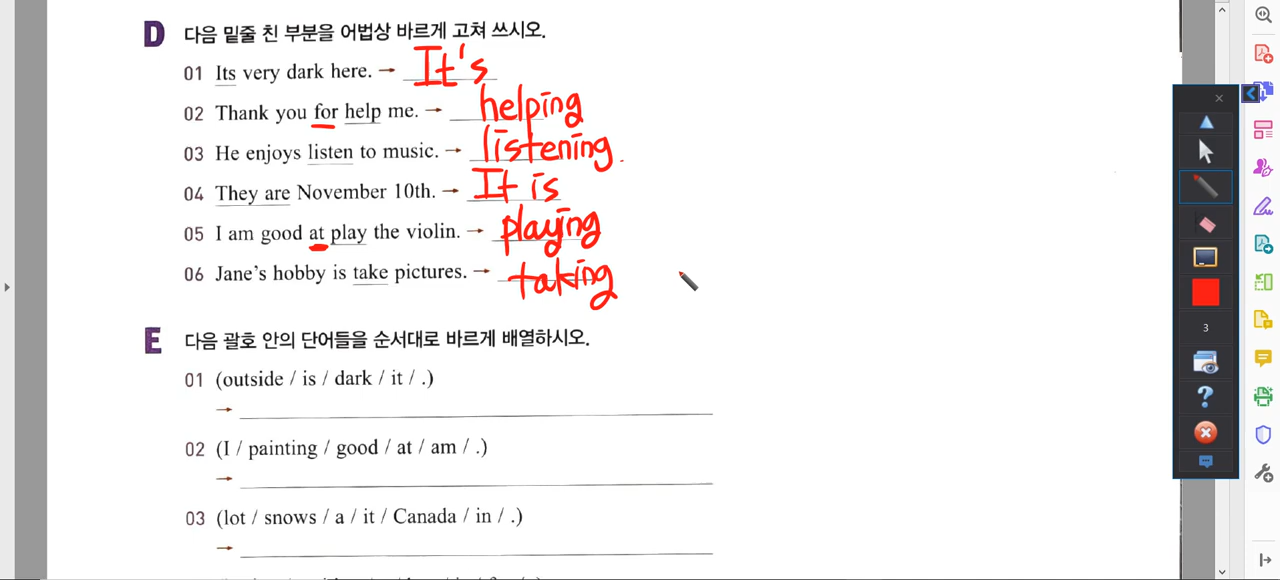 D 다음 밑줄 친 부분을 어법상 바르게 고쳐 쓰시오.
01 Its very dark here. → It's
02 Thank you for help me. → helping
03 He enjoys listen to music. → listening.
04 They are November 10th. → It is
05 I am good at play the violin. → playing
06 Jane's hobby is take pictures. → taking
E 다음 괄호 안의 단어들을 순서대로 바르게 배열하시오.
01 (outside / is / dark / it / .)
→
02 (I / painting / good / at / am / .)
→
03 (lot / snows / a / it / Canada / in / .)
→
3